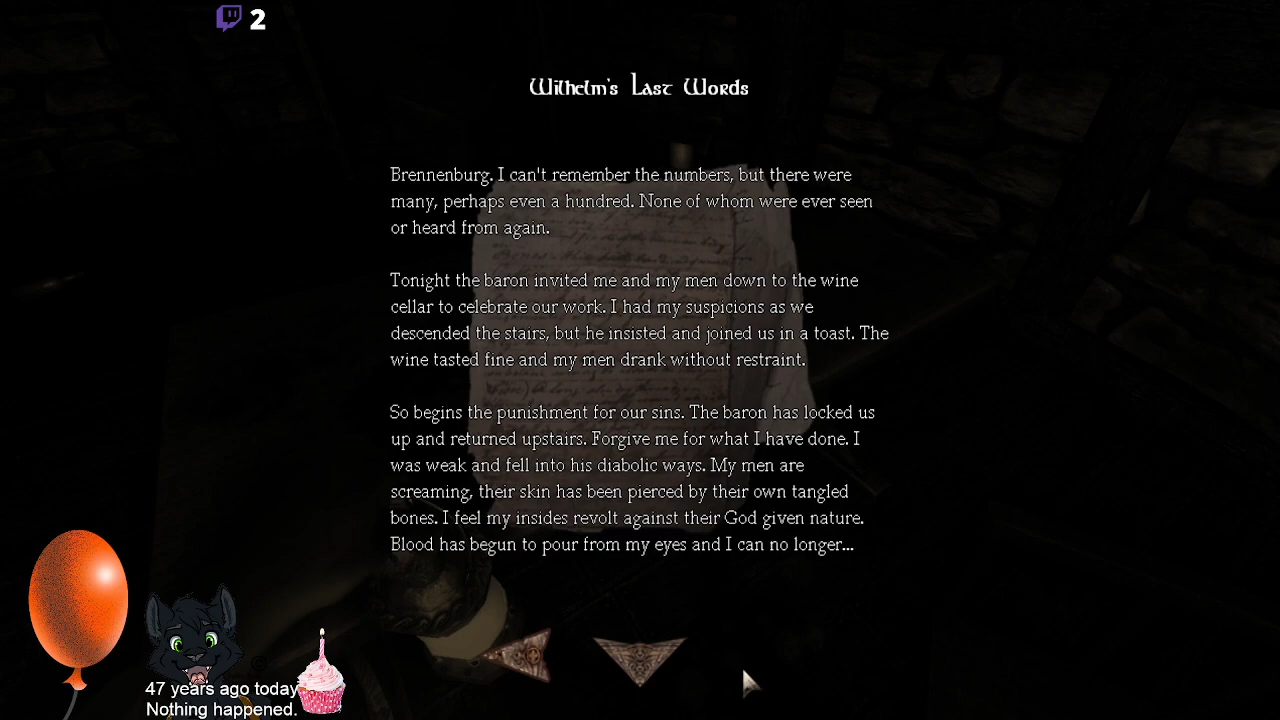 2
Wilhelm's Last Words
Brennenburg. I can't remember the numbers, but there were
many, perhaps even a hundred. None of whom were ever seen
or heard from again.
Tonight the baron invited me and my men down to the wine
cellar to celebrate our work. I had my suspicions as we
descended the stairs, but he insisted and joined us in a toast. The
wine tasted fine and my men drank without restraint.
So begins the punishment for our sins. The baron has locked us
up and returned upstairs. Forgive me for what I have done. I
was weak and fell into his diabolic ways. My men are
screaming, their skin has been pierced by their own tangled
bones. I feel my insides revolt against their God given nature.
Blood has begun to pour from my eyes and I can no longer...
47 years ago today
Nothing happened.